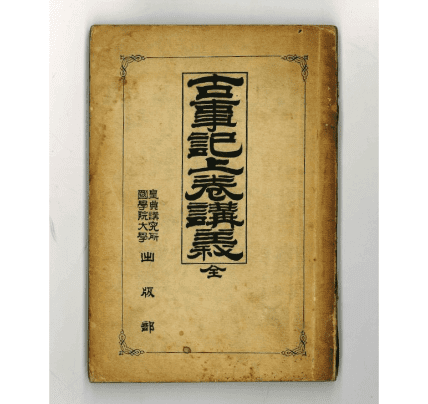 古事記上卷講義
全
皇典講究所
國學院大學
出版部